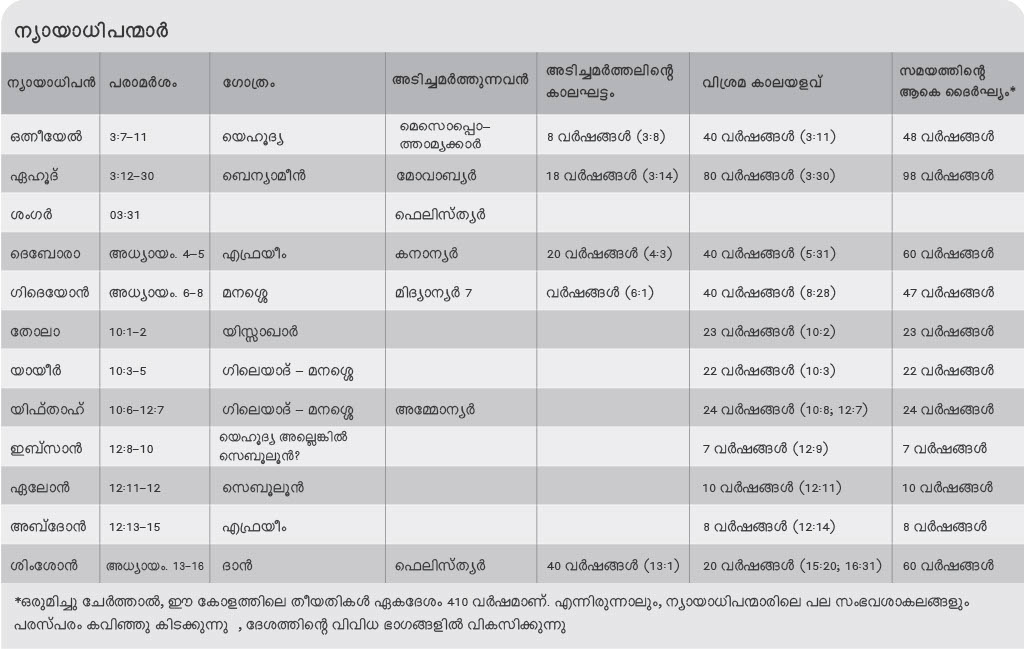 ന്യായാധിപന്മാർ
ന്യായാധിപൻ പരാമർശം ഗോത്രം അടിച്ചമർത്തുന്നവൻ അടിച്ചമർത്തലിന്റെ കാലഘട്ടം വിശ്രമ കാലയളവ് സമയത്തിന്റെ ആകെ ദൈർഘ്യം*
ഒത്നീയേൽ 3:7–11 യെഹൂദ്യ മെസൊപ്പൊ–ത്താമ്യക്കാർ 8 വർഷങ്ങൾ (3:8) 40 വർഷങ്ങൾ (3:11) 48 വർഷങ്ങൾ
ഏഹൂദ് 3:12–30 ബെന്യാമീൻ മോവാബ്യർ 18 വർഷങ്ങൾ (3:14) 80 വർഷങ്ങൾ (3:30) 98 വർഷങ്ങൾ
ശംഗർ 03:31 ഫെലിസ്ത്യർ
ദെബോരാ അധ്യായം. 4–5 എഫ്രയീം കനാന്യർ 20 വർഷങ്ങൾ (4:3) 40 വർഷങ്ങൾ (5:31) 60 വർഷങ്ങൾ
ഗിദെയോൻ അധ്യായം. 6–8 മനശ്ശെ മിദ്യാന്യർ 7 വർഷങ്ങൾ (6:1) 40 വർഷങ്ങൾ (8:28) 47 വർഷങ്ങൾ
തോലാ 10:1–2 യിസ്സാഖാർ 23 വർഷങ്ങൾ (10:2) 23 വർഷങ്ങൾ
യായീർ 10:3–5 ഗിലെയാദ് – മനശ്ശെ 22 വർഷങ്ങൾ (10:3) 22 വർഷങ്ങൾ
യിഫ്താഹ് 10:6–12:7 ഗിലെയാദ് – മനശ്ശെ അമ്മോന്യർ 24 വർഷങ്ങൾ (10:8; 12:7) 24 വർഷങ്ങൾ
ഇബ്സാൻ 12:8–10 യെഹൂദ്യ അല്ലെങ്കിൽ സെബൂലൂൻ? 7 വർഷങ്ങൾ (12:9) 7 വർഷങ്ങൾ
ഏലോൻ 12:11–12 സെബൂലൂൻ 10 വർഷങ്ങൾ (12:11) 10 വർഷങ്ങൾ
അബ്ദോൻ 12:13–15 എഫ്രയീം 8 വർഷങ്ങൾ (12:14) 8 വർഷങ്ങൾ
ശിംശോൻ അധ്യായം. 13–16 ദാൻ ഫെലിസ്ത്യർ 40 വർഷങ്ങൾ (13:1) 20 വർഷങ്ങൾ (15:20; 16:31) 60 വർഷങ്ങൾ
*ഒരുമിച്ചു ചേർത്താൽ, ഈ കോളത്തിലെ തീയതികൾ ഏകദേശം 410 വർഷമാണ്. എന്നിരുന്നാലും, ന്യായാധിപന്മാരിലെ പല സംഭവശാകലങ്ങളും
പരസ്പരം കവിഞ്ഞു കിടക്കുന്നു , ദേശത്തിന്റെ വിവിധ ഭാഗങ്ങളിൽ വികസിക്കുന്നു